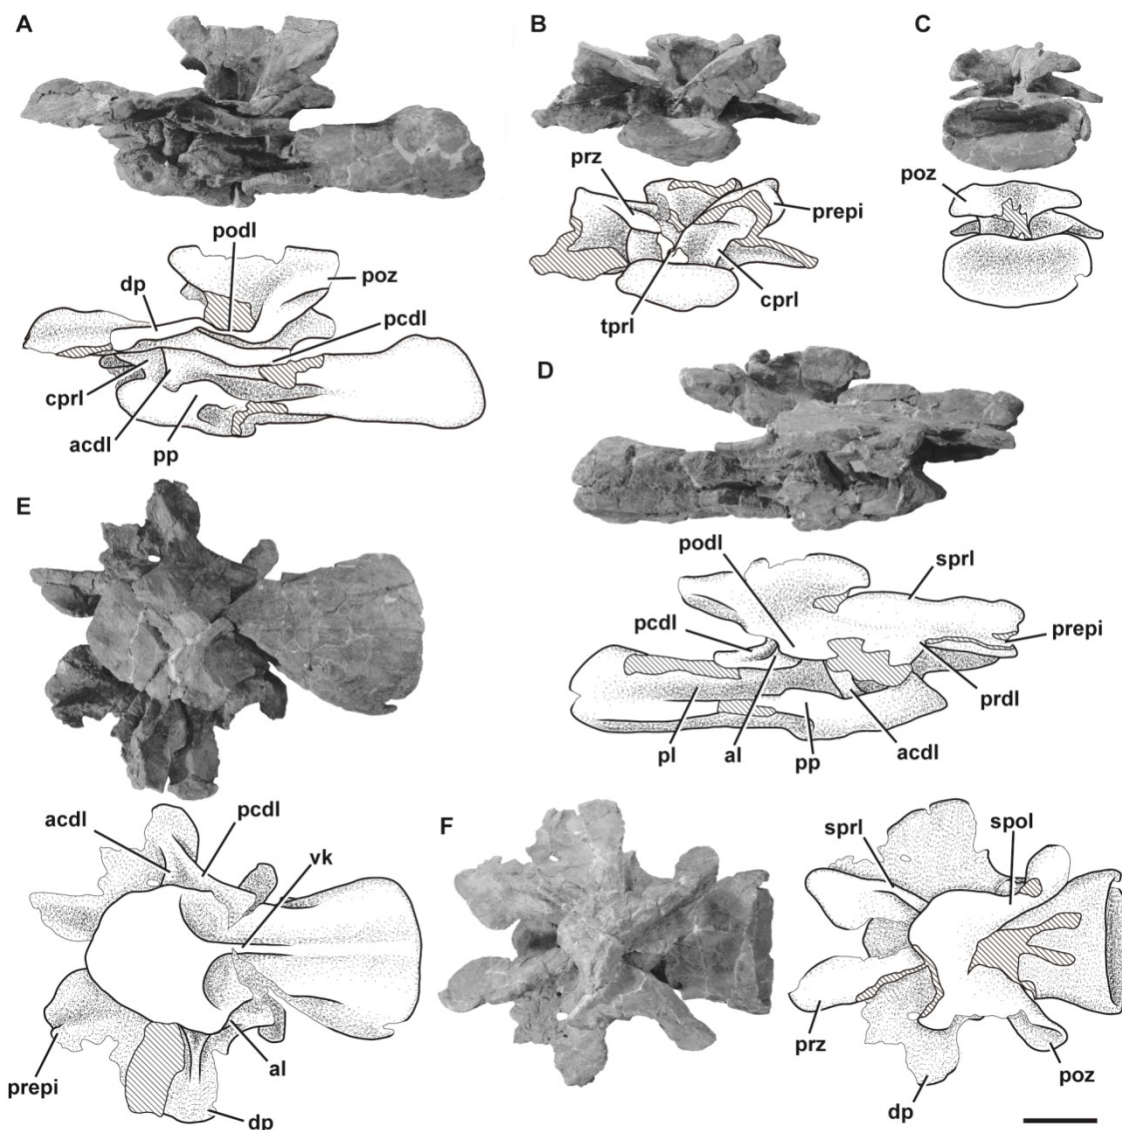 A
podl
poz
dp
pcdl
cprl
acdl
pp
B
prz
prepi
tprl
cprl
C
poz
D
podl
sprl
pcdl
prepi
pl
al
pp
acdl
prdl
E
acdl
pcdl
vk
prepi
al
dp
F
sprl
spol
prz
poz
dp